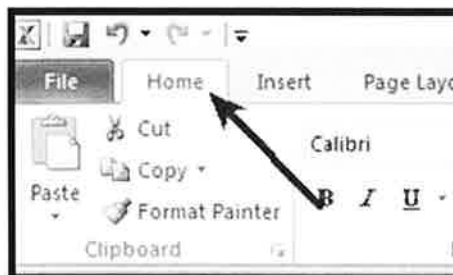 File Home Insert Page Layo
Cut
Calibri
Copy
Paste
B I U
Format Painter
Clipboard